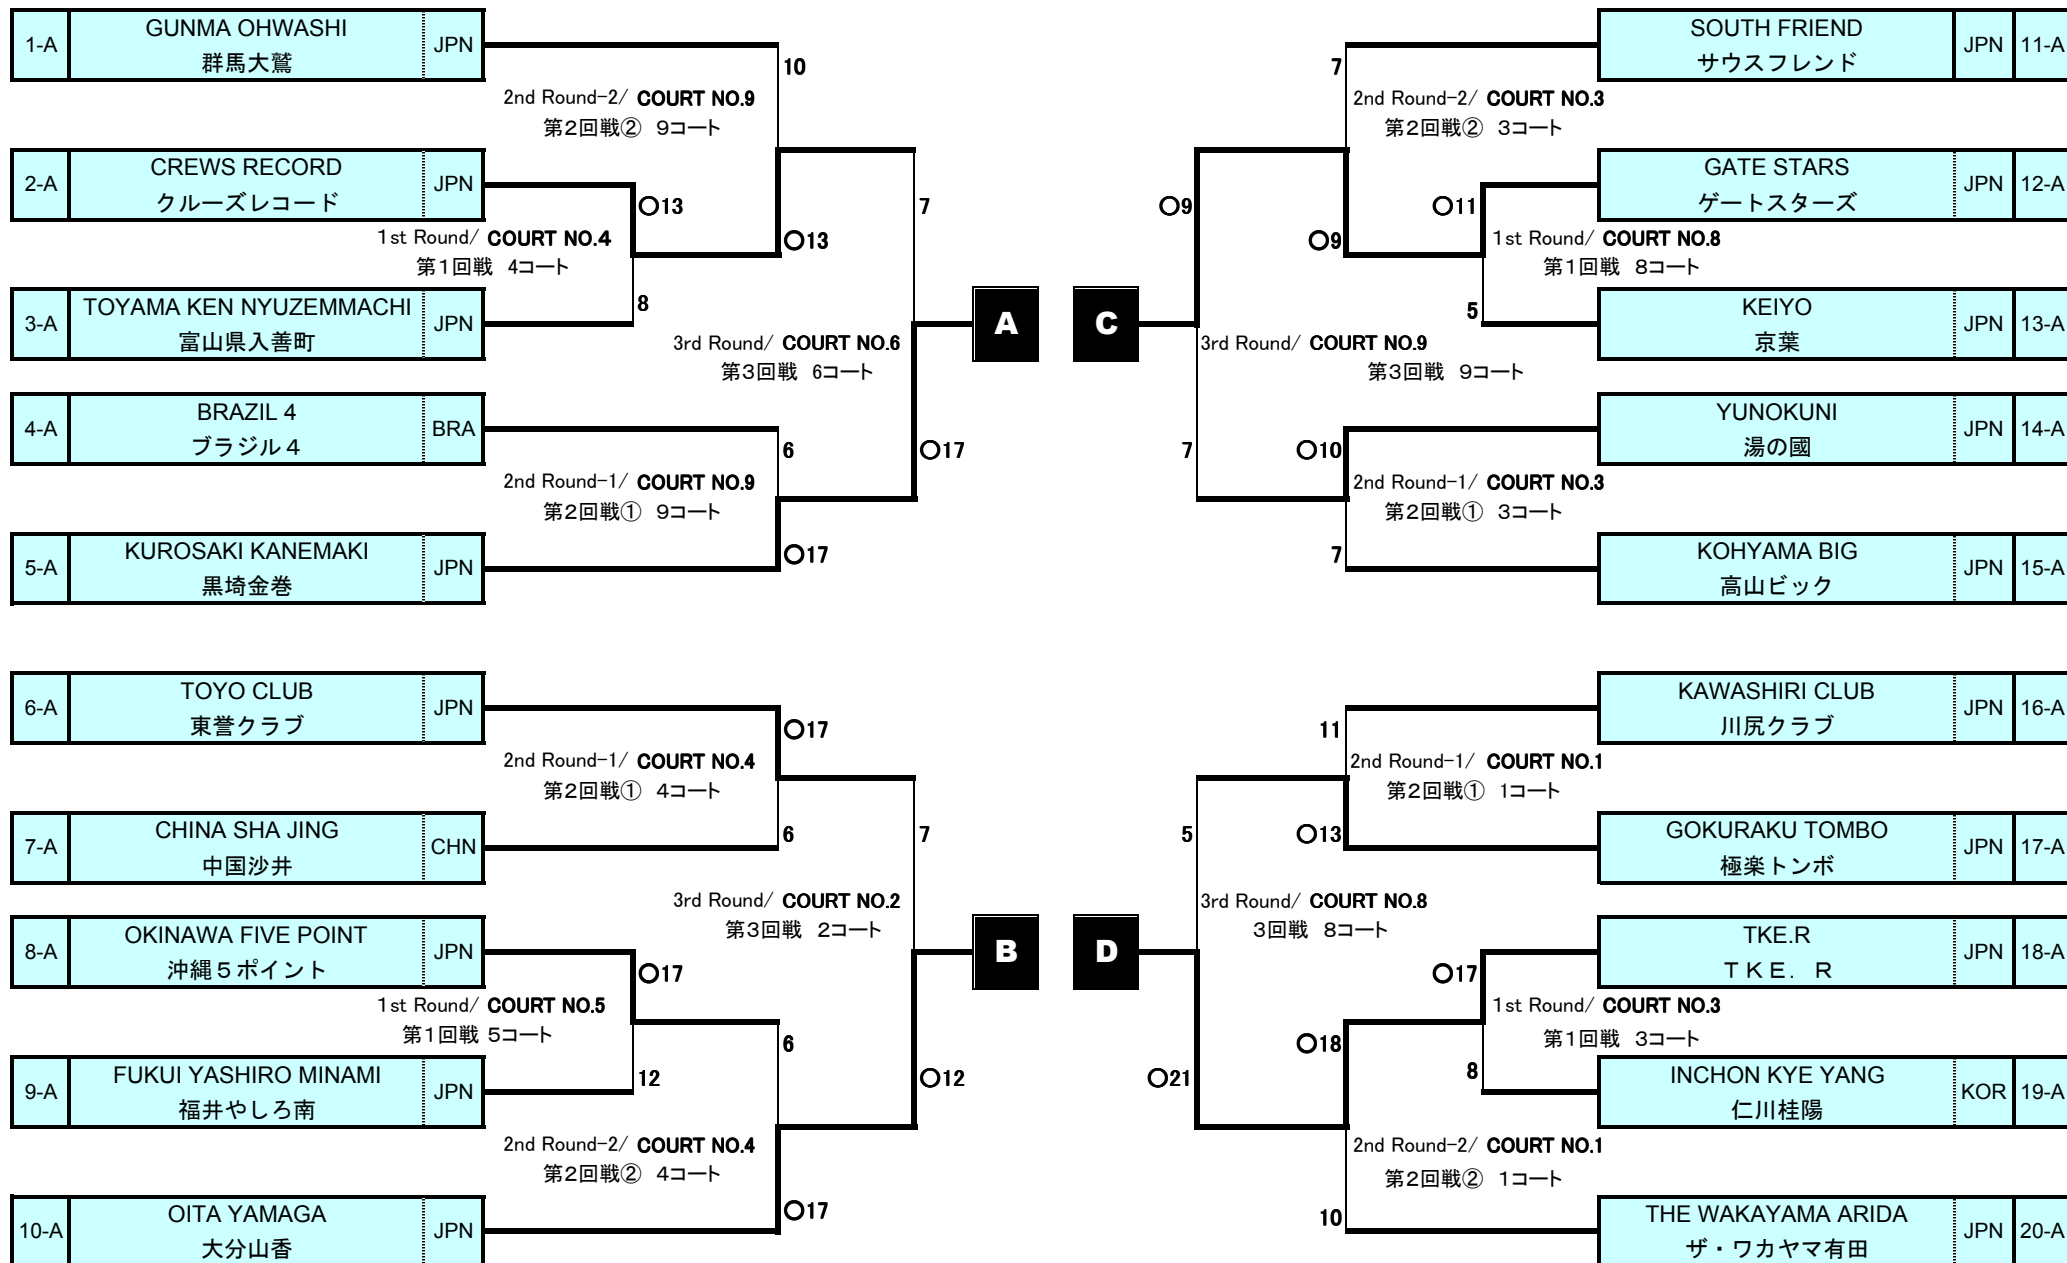 1-A GUNMA OHWASHI JPN
群馬大鷲
10
2nd Round-2/ COURT NO.9
第2回戦② 9コート
2-A CREWS RECORD JPN
クルーズレコード
○13
7
1st Round/ COURT NO.4
第1回戦 4コート
○13
3-A TOYAMA KEN NYUZEMMACHI JPN
富山県入善町
8
A
3rd Round/ COURT NO.6
第3回戦 6コート
4-A BRAZIL 4 BRA
ブラジル4
6
○17
2nd Round-1/ COURT NO.9
第2回戦① 9コート
5-A KUROSAKI KANEMAKI JPN
黒埼金巻
○17
6-A TOYO CLUB JPN
東誉クラブ
○17
2nd Round-1/ COURT NO.4
第2回戦① 4コート
7-A CHINA SHA JING CHN
中国沙井
6
7
3rd Round/ COURT NO.2
第3回戦 2コート
8-A OKINAWA FIVE POINT JPN
沖縄5ポイント
○17
B
1st Round/ COURT NO.5
第1回戦 5コート
6
9-A FUKUI YASHIRO MINAMI JPN
福井やしろ南
12
○12
2nd Round-2/ COURT NO.4
第2回戦② 4コート
10-A OITA YAMAGA JPN
大分山香
○17
SOUTH FRIEND JPN 11-A
サウスフレンド
7
2nd Round-2/ COURT NO.3
第2回戦② 3コート
GATE STARS JPN 12-A
ゲートスターズ
○9
○11
○9
1st Round/ COURT NO.8
第1回戦 8コート
KEIYO JPN 13-A
京葉
5
C
3rd Round/ COURT NO.9
第3回戦 9コート
YUNOKUNI JPN 14-A
湯の國
7
○10
2nd Round-1/ COURT NO.3
第2回戦① 3コート
KOHYAMA BIG JPN 15-A
高山ビック
7
KAWASHIRI CLUB JPN 16-A
川尻クラブ
11
2nd Round-1/ COURT NO.1
第2回戦① 1コート
GOKURAKU TOMBO JPN 17-A
極楽トンボ
5
○13
3rd Round/ COURT NO.8
3回戦 8コート
TKE.R JPN 18-A
TKE. R
D
○17
1st Round/ COURT NO.3
第1回戦 3コート
○18
INCHON KYE YANG KOR 19-A
仁川桂陽
○21
8
2nd Round-2/ COURT NO.1
第2回戦② 1コート
THE WAKAYAMA ARIDA JPN 20-A
ザ・ワカヤマ有田
10